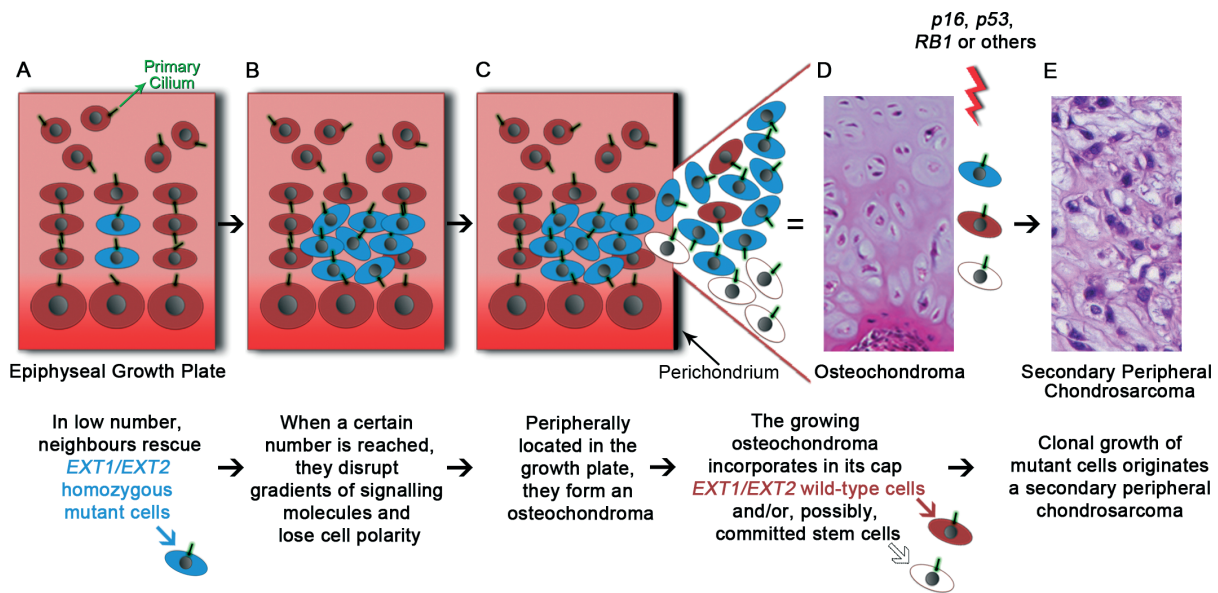 p16, p53,
RB1 or others
A
Primary
Cilium
B
C
D
E
=
Perichondrium
Epiphyseal Growth Plate
Osteochondroma
Secondary Peripheral
Chondrosarcoma
In low number,
neighbours rescue
EXT1/EXT2
homozygous
mutant cells
When a certain
number is reached,
they disrupt
gradients of signalling
molecules and
lose cell polarity
Peripherally
located in the
growth plate,
they form an
osteochondroma
The growing
osteochondroma
incorporates in its cap
EXT1/EXT2 wild-type cells
and/or, possibly,
committed stem cells
Clonal growth of
mutant cells originates
a secondary peripheral
chondrosarcoma